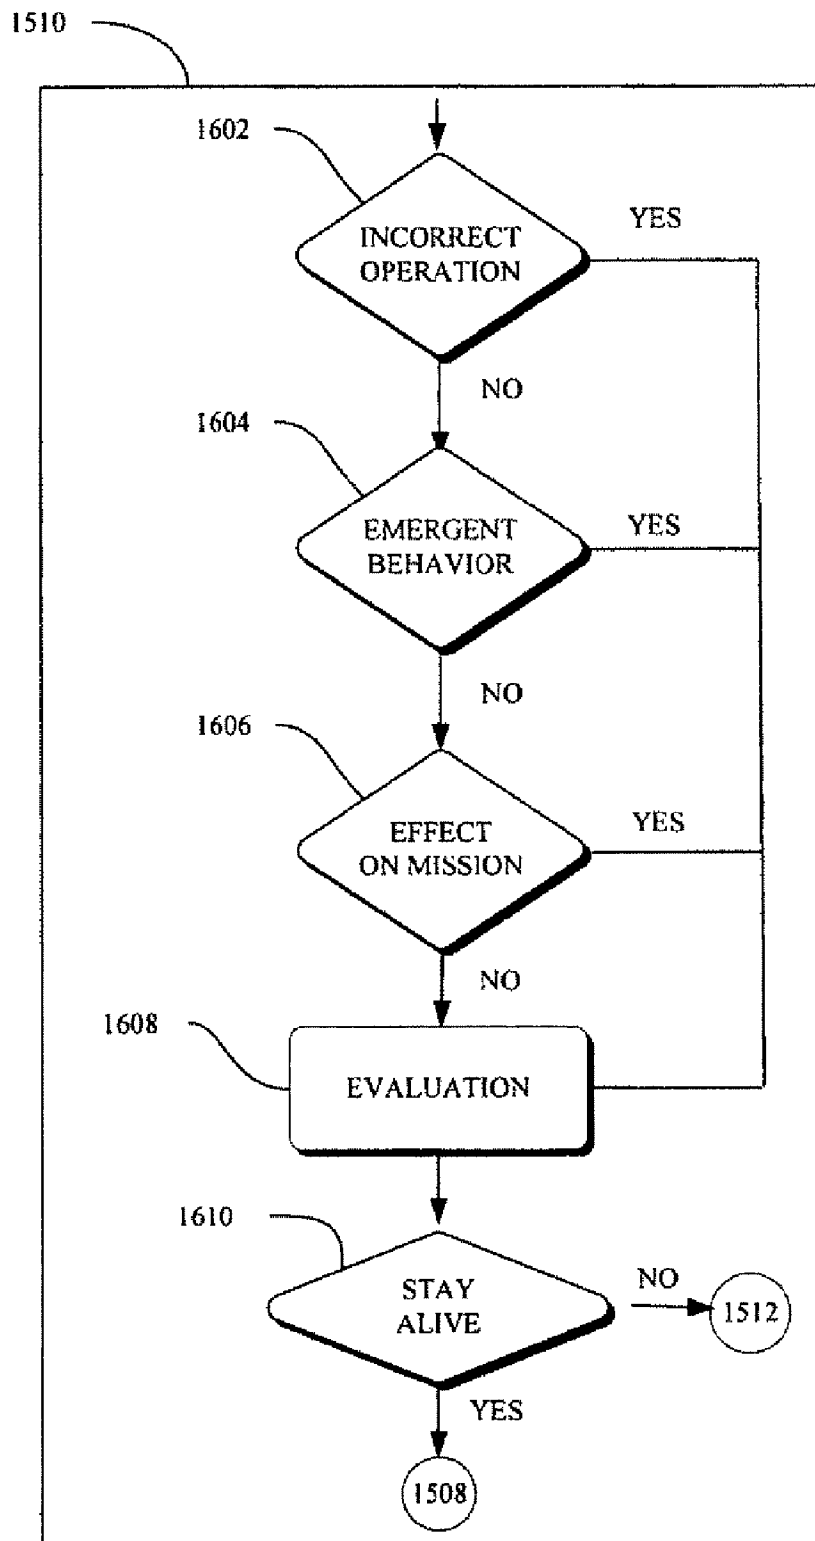 1510
1602
INCORRECT
OPERATION
YES
NO
1604
EMERGENT
BEHAVIOR
YES
NO
1606
EFFECT
ON MISSION
YES
NO
1608
EVALUATION
1610
STAY
ALIVE
NO
1512
YES
1508